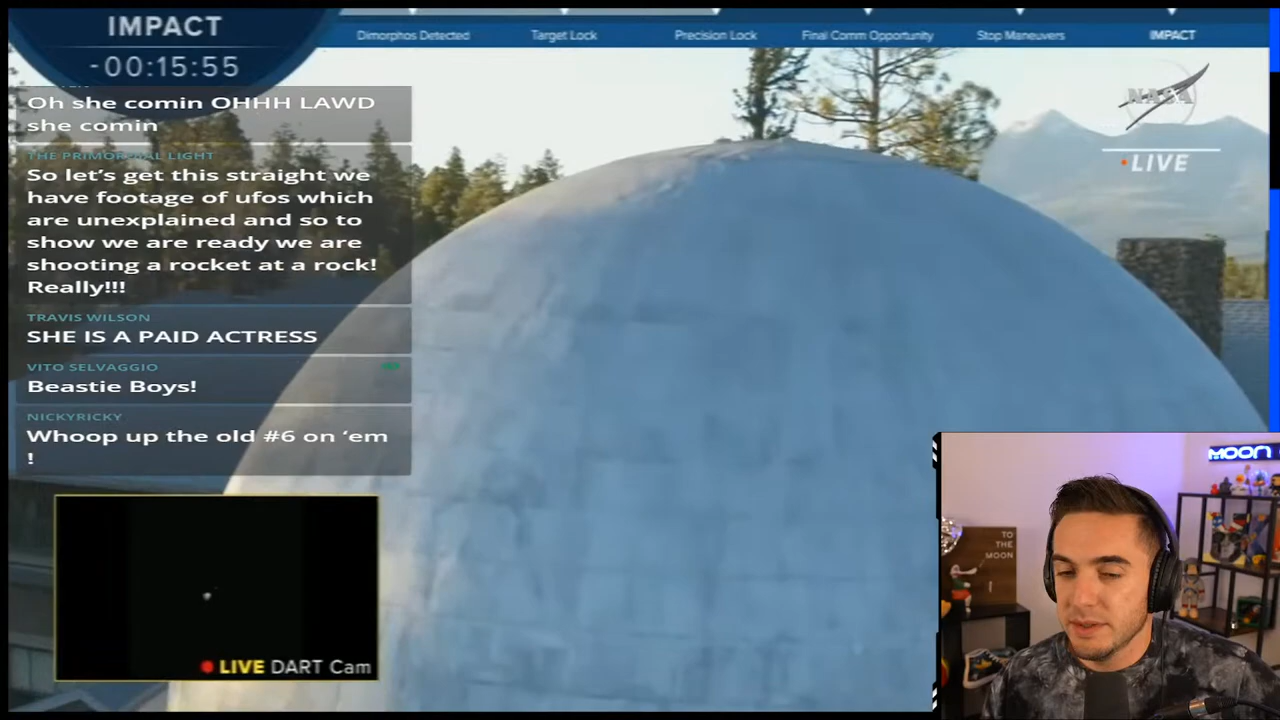 IMPACT
-00:15:55
Dimorphos Detected
Target Lock
Precision Lock
Final Comm Opportunity
Stop Maneuvers
IMPACT
NASA
LIVE
Oh she comin OHHH LAWD
she comin
THE PRIMORDIAL LIGHT
So let's get this straight we
have footage of ufos which
are unexplained and so to
show we are ready we are
shooting a rocket at a rock!
Really!!!
TRAVIS WILSON
SHE IS A PAID ACTRESS
VITO SELVAGGIO
Beastie Boys!
NICKYRICKY
Whoop up the old #6 on ‘em
!
LIVE DART Cam
MOON
TO
THE
MOON